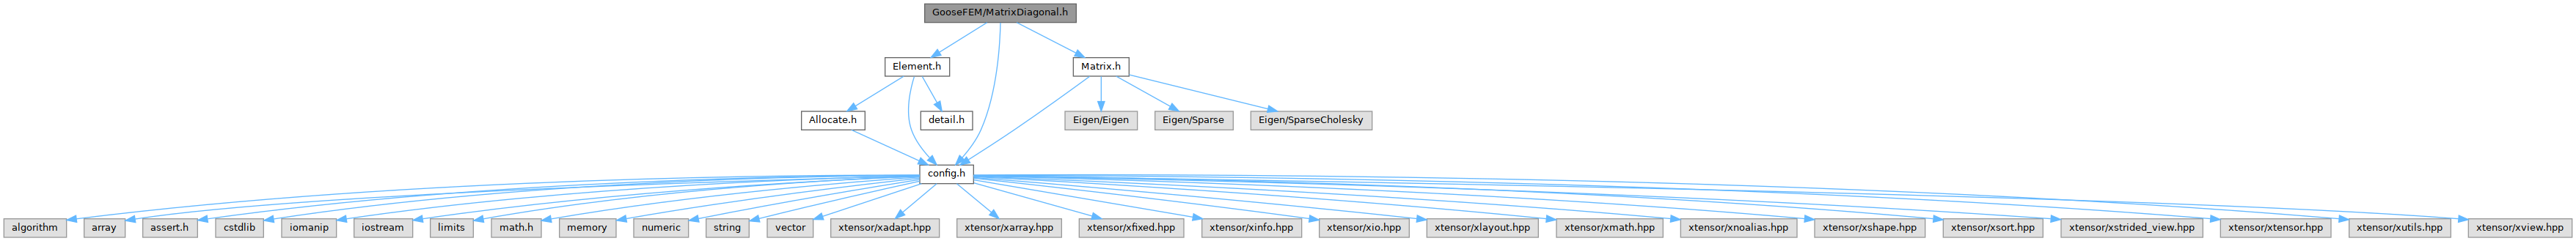 GooseFEM/MatrixDiagonal.h
Element.h
Matrix.h
Allocate.h
detail.h
Eigen/Eigen
Eigen/Sparse
Eigen/SparseCholesky
config.h
algorithm
array
assert.h
cstdlib
iomanip
iostream
limits
math.h
memory
numeric
string
vector
xtensor/xadapt.hpp
xtensor/xarray.hpp
xtensor/xfixed.hpp
xtensor/xinfo.hpp
xtensor/xio.hpp
xtensor/xlayout.hpp
xtensor/xmath.hpp
xtensor/xnoalias.hpp
xtensor/xshape.hpp
xtensor/xsort.hpp
xtensor/xstrided_view.hpp
xtensor/xtensor.hpp
xtensor/xutils.hpp
xtensor/xview.hpp